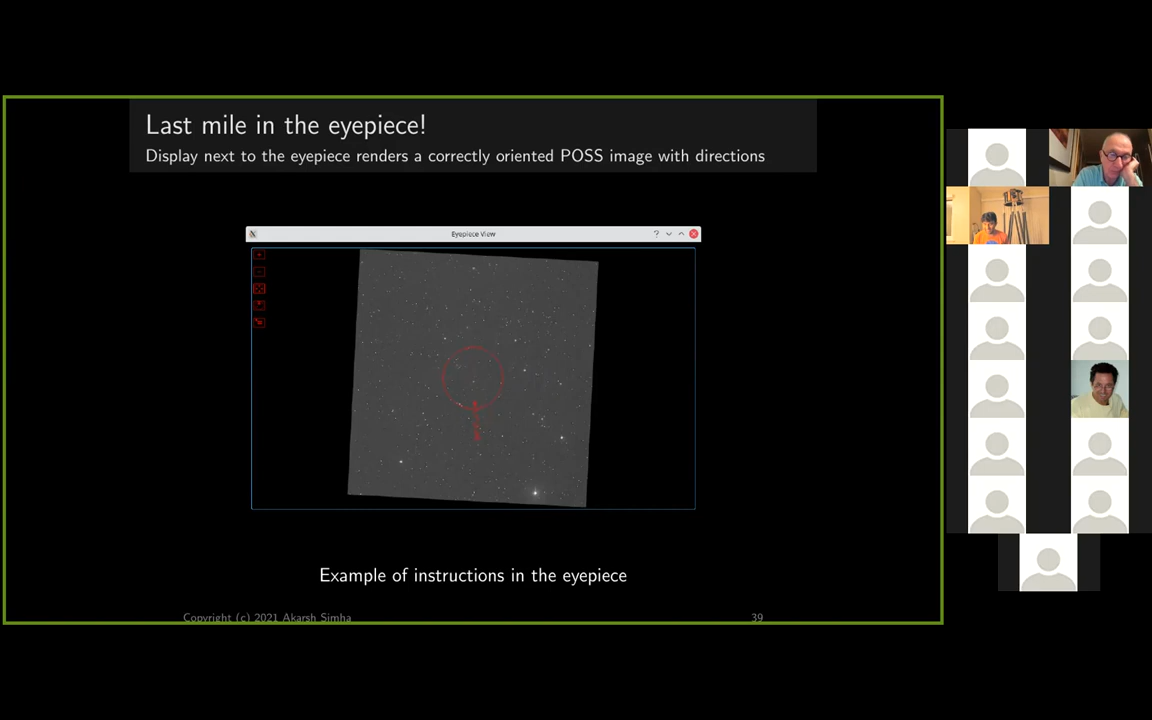 Last mile in the eyepiece!
Display next to the eyepiece renders a correctly oriented POSS image with directions
Eyepiece View
Example of instructions in the eyepiece
Copyright (c) 2021 Akarsh Simha
39